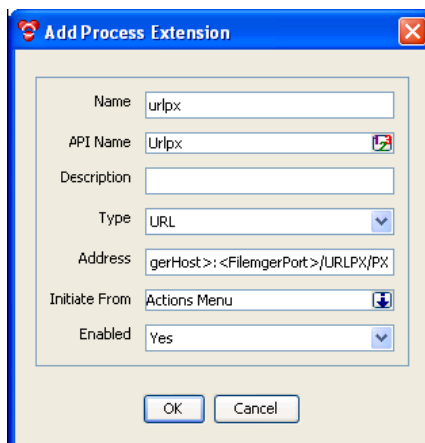 Add Process Extension
Name urlpx
API Name Urlpx
Description
Type URL
Address gerHost>:<FilemgerPort>/URLPX/PX
Initiate From Actions Menu
Enabled Yes
OK Cancel